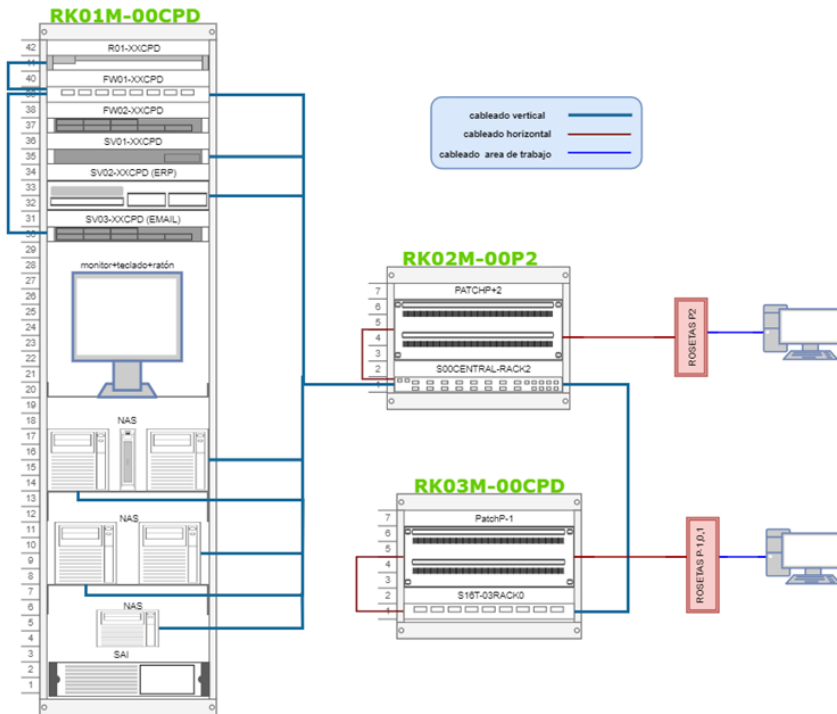 RK01M-00CPD
42
R01-XXCPD
41
40
FW01-XXCPD
39
38
FW02-XXCPD
37
36
SV01-XXCPD
35
34
SV02-XXCPD (ERP)
33
32
31
SV03-XXCPD (EMAIL)
30
29
28
monitor+teclado+ratón
27
26
25
24
23
22
21
20
19
18
NAS
17
16
15
14
13
12
NAS
11
10
9
8
7
6
NAS
5
4
3
SAI
2
1
cableado vertical
cableado horizontal
cableado area de trabajo
RK02M-00P2
7
PATCHP+2
6
5
4
3
2
S00CENTRAL-RACK2
1
ROSETAS P2
RK03M-00CPD
7
PatchP-1
6
5
4
3
2
S16T-03RACK0
1
ROSETAS P-1,0,1